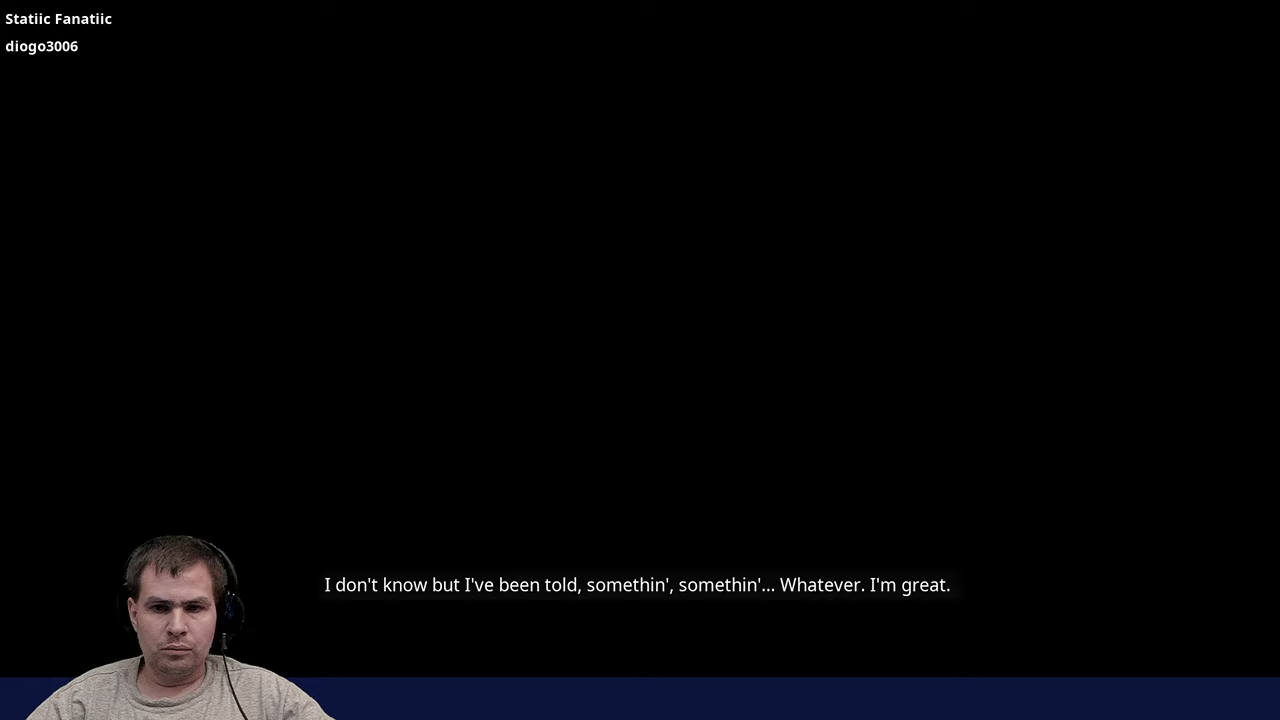 Statiic Fanatiic
diogo3006
I don't know but I've been told, somethin', somethin'... Whatever. I'm great.